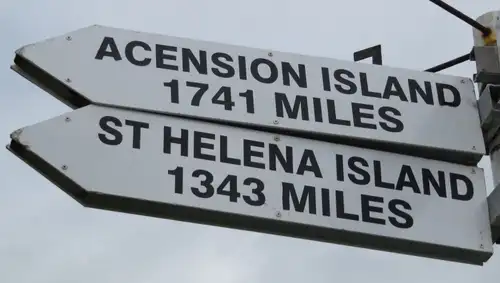 ACENSION ISLAND
1741 MILES
ST HELENA ISLAND
1343 MILES